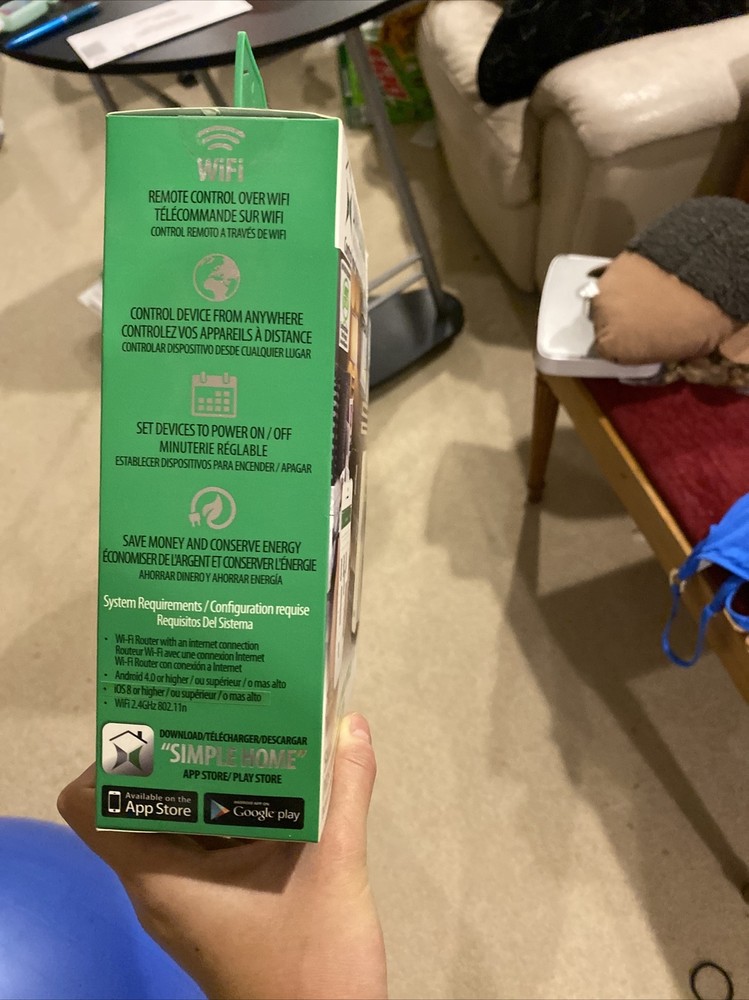 WiFi
REMOTE CONTROL OVER WIFI
TÉLÉCOMMANDE SUR WIFI
CONTROL REMOTO A TRAVÉS DE WIFI
CONTROL DEVICE FROM ANYWHERE
CONTROLEZ VOS APPAREILS À DISTANCE
CONTROLAR DISPOSITIVO DESDE CUALQUIER LUGAR
SET DEVICES TO POWER ON / OFF
MINUTERIE RÉGLABLE
ESTABLECER DISPOSITIVOS PARA ENCENDER / APAGAR
SAVE MONEY AND CONSERVE ENERGY
ÉCONOMISER DE L'ARGENT ET CONSERVER L'ÉNERGIE
AHORRAR DINERO Y AHORRAR ENERGÍA
System Requirements / Configuration requise
Requisitos Del Sistema
• Wi-Fi Router with an internet connection
Routeur Wi-Fi avec une connexion Internet
Wi-Fi Router con conexión a Internet
• Android 4.0 or higher / ou supérieur / o mas alto
• iOS 8 or higher / ou supérieur / o mas alto
• WiFi 2.4GHz 802.11n
DOWNLOAD/TÉLÉCHARGER/DESCARGAR
"SIMPLE HOME"
APP STORE/ PLAY STORE
Available on the
App Store
ANDROID APP ON
Google play